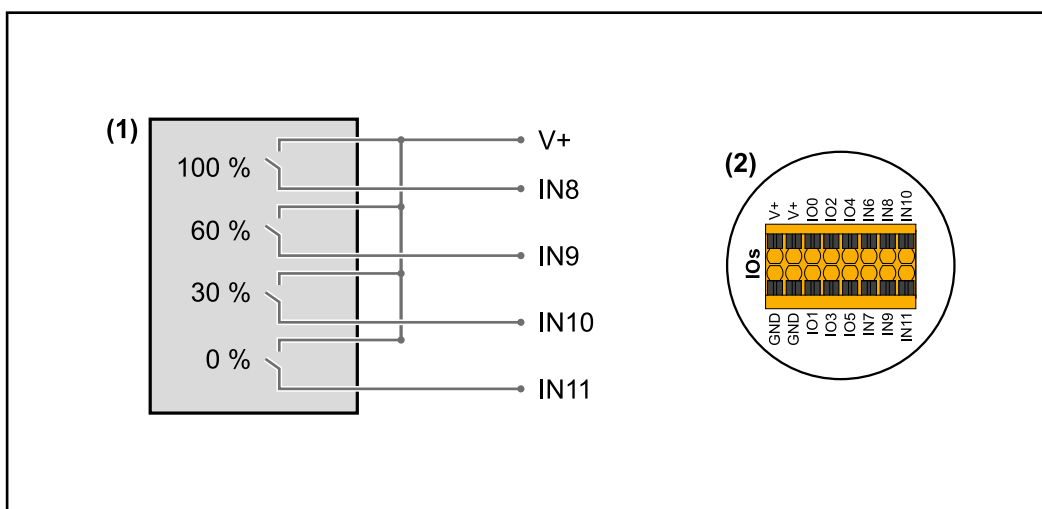 (1)
100 %
60 %
30 %
0 %
V+
IN8
IN9
IN10
IN11
(2)
V+ V+ IO0 IO2 IO4 IN6 IN8 IN10
IOs
GND GND IO1 IO3 IO5 IN7 IN9 IN11